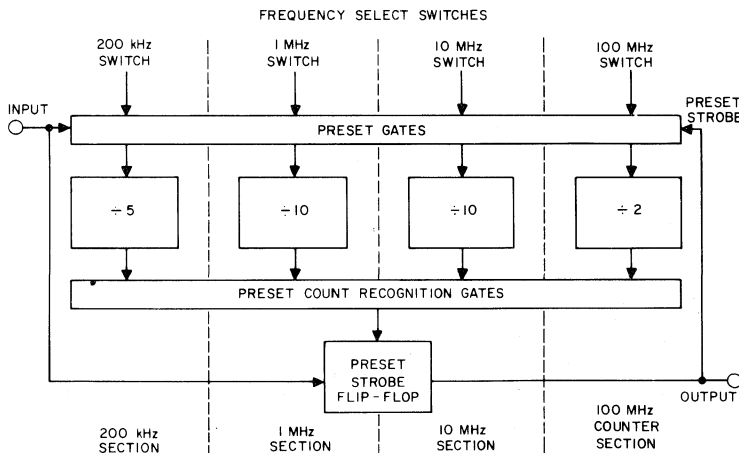 FREQUENCY SELECT SWITCHES
200 kHz
SWITCH
1 MHz
SWITCH
10 MHz
SWITCH
100 MHz
SWITCH
INPUT
PRESET
STROBE
PRESET GATES
÷5
÷10
÷10
÷2
PRESET COUNT RECOGNITION GATES
PRESET
STROBE
FLIP-FLOP
OUTPUT
200 kHz
SECTION
1 MHz
SECTION
10 MHz
SECTION
100 MHz
COUNTER
SECTION